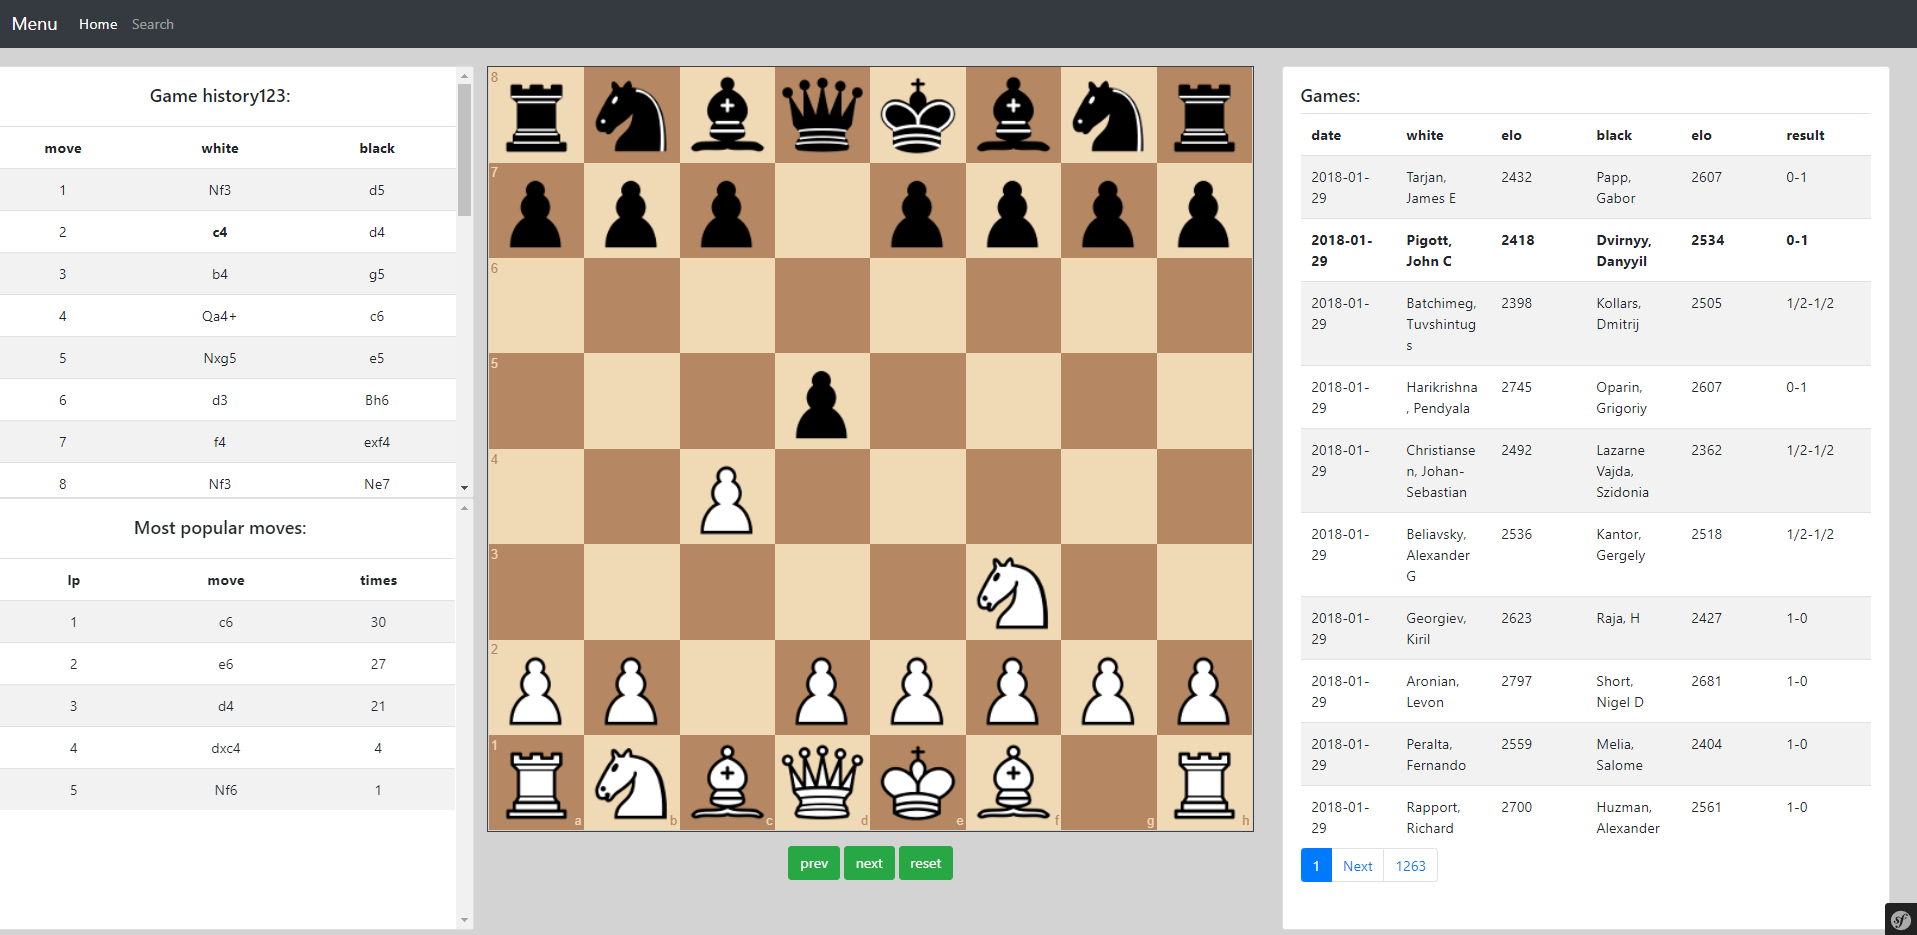 Menu Home Search
Game history123:
move white black
1 Nf3 d5
2 c4 d4
3 b4 g5
4 Qa4+ c6
5 Nxg5 e5
6 d3 Bh6
7 f4 exf4
8 Nf3 Ne7
Most popular moves:
lp move times
1 c6 30
2 e6 27
3 d4 21
4 dxc4 4
5 Nf6 1
8
7
6
5
4
3
2
1
a b c d e f g h
prev next reset
Games:
date white elo black elo result
2018-01- Tarjan, 2432 Papp, 2607 0-1
29 James E Gabor
2018-01- Pigott, 2418 Dvirnyy, 2534 0-1
29 John C Danyyil
2018-01- Batchimeg, 2398 Kollars, 2505 1/2-1/2
29 Tuvshintug Dmitrij
s
2018-01- Harikrishna 2745 Oparin, 2607 0-1
29 , Pendyala Grigoriy
2018-01- Christianse 2492 Lazarne 2362 1/2-1/2
29 n, Johan- Vajda,
Sebastian Szidonia
2018-01- Beliavsky, 2536 Kantor, 2518 1/2-1/2
29 Alexander Gergely
G
2018-01- Georgiev, 2623 Raja, H 2427 1-0
29 Kiril
2018-01- Aronian, 2797 Short, 2681 1-0
29 Levon Nigel D
2018-01- Peralta, 2559 Melia, 2404 1-0
29 Fernando Salome
2018-01- Rapport, 2700 Huzman, 2561 1-0
29 Richard Alexander
1 Next 1263
sf